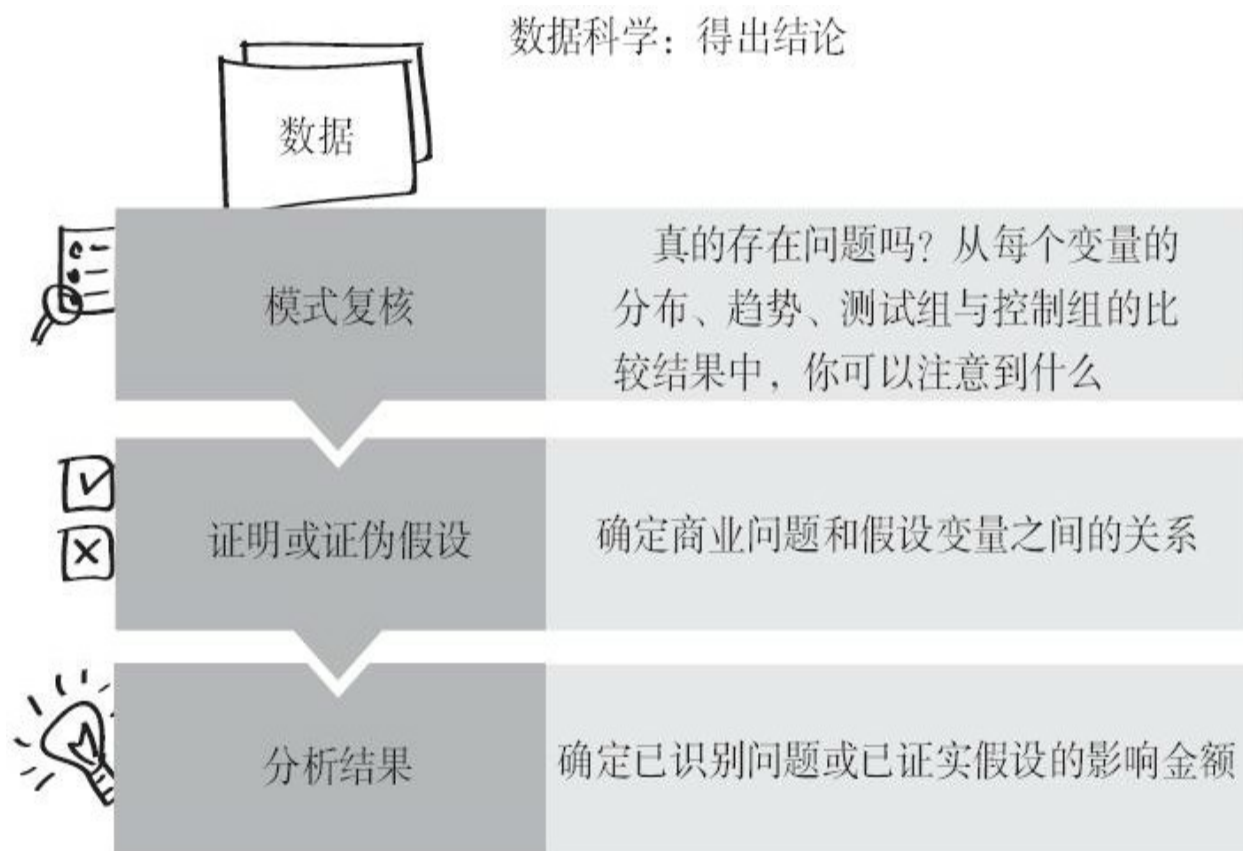 数据科学：得出结论
数据
模式复核
真的存在问题吗？从每个变量的
分布、趋势、测试组与控制组的比
较结果中，你可以注意到什么
证明或证伪假设
确定商业问题和假设变量之间的关系
分析结果
确定已识别问题或已证实假设的影响金额